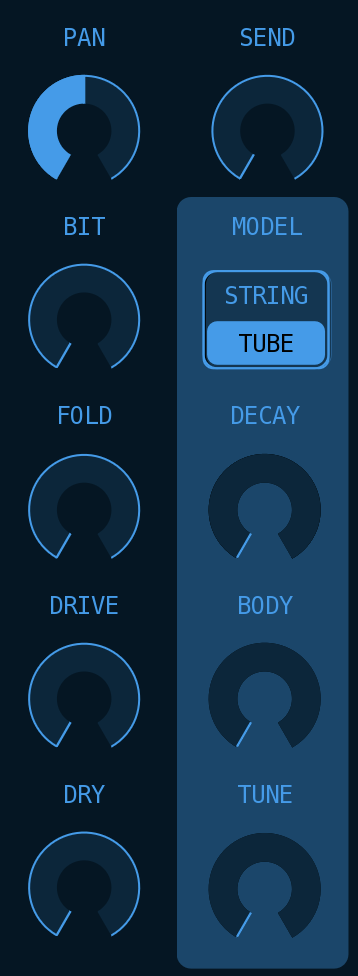 PAN
SEND
BIT
MODEL
STRING
TUBE
FOLD
DECAY
DRIVE
BODY
DRY
TUNE